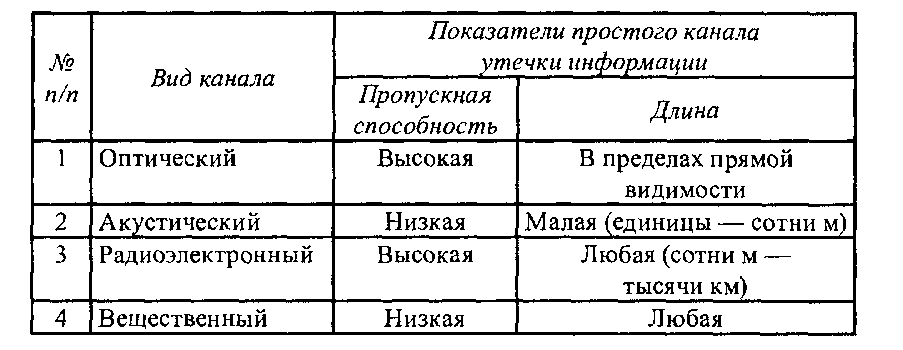 №
п/п
Вид канала
Показатели простого канала
утечки информации
Пропускная
способность
Длина
1 Оптический Высокая В пределах прямой
видимости
2 Акустический Низкая Малая (единицы — сотни м)
3 Радиоэлектронный Высокая Любая (сотни м —
тысячи км)
4 Вещественный Низкая Любая